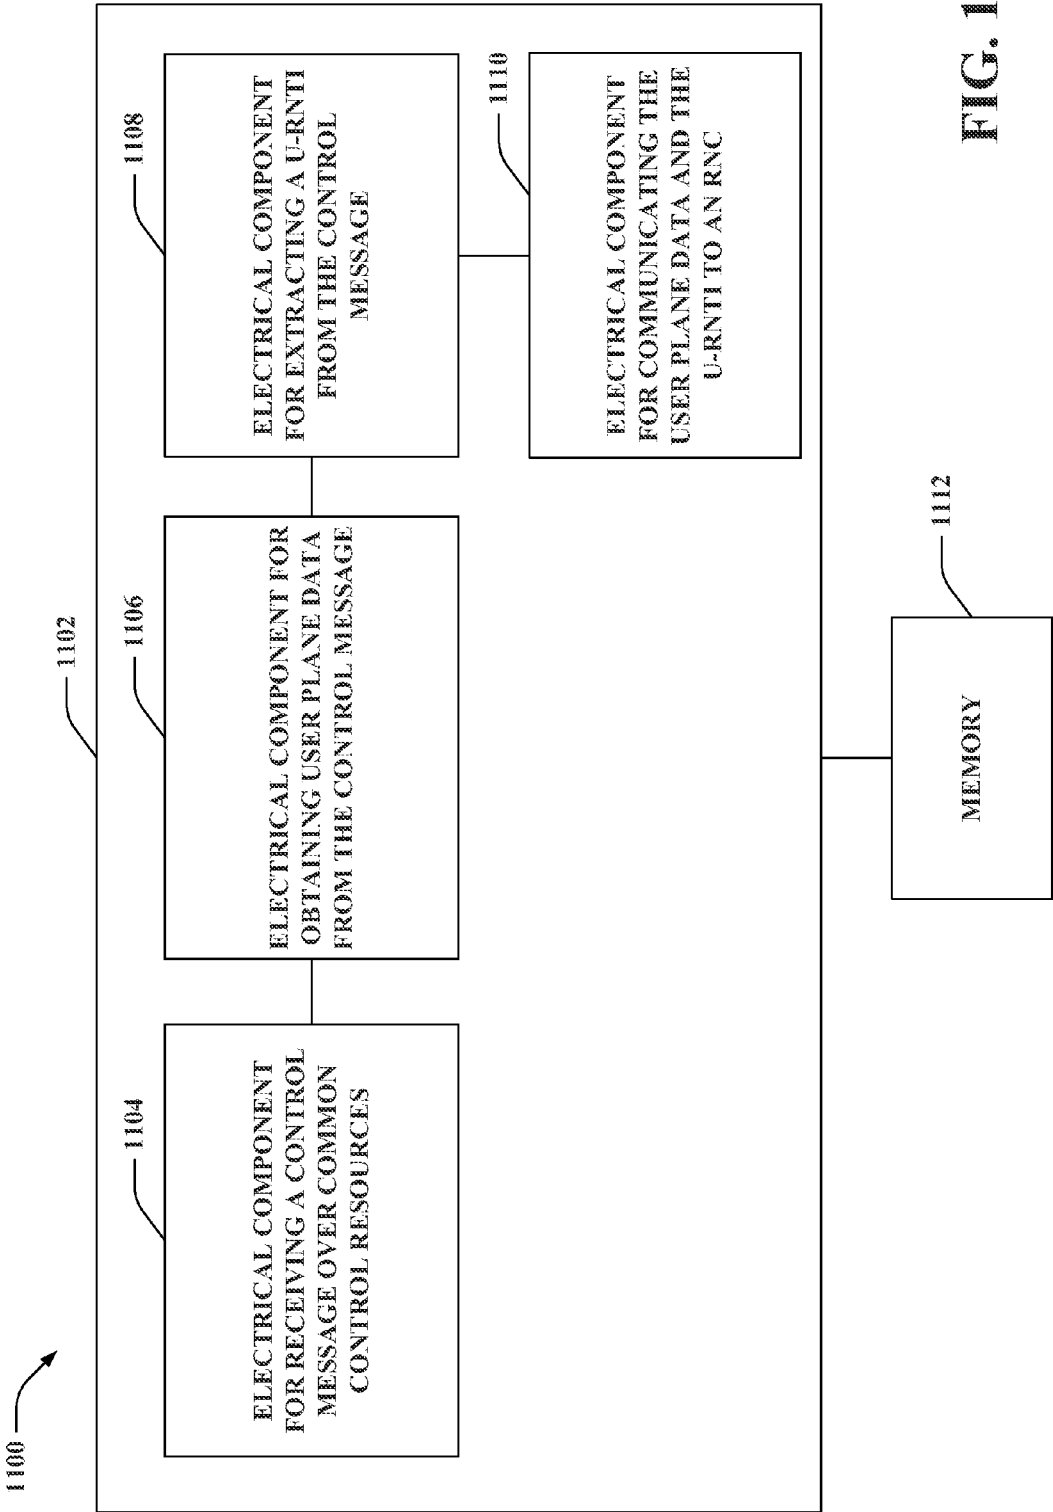 1100
1102
1104
ELECTRICAL COMPONENT
FOR RECEIVING A CONTROL
MESSAGE OVER COMMON
CONTROL RESOURCES
1106
ELECTRICAL COMPONENT FOR
OBTAINING USER PLANE DATA
FROM THE CONTROL MESSAGE
1108
ELECTRICAL COMPONENT
FOR EXTRACTING A U-RNTI
FROM THE CONTROL
MESSAGE
1110
ELECTRICAL COMPONENT
FOR COMMUNICATING THE
USER PLANE DATA AND THE
U-RNTI TO AN RNC
1112
MEMORY
FIG. 1